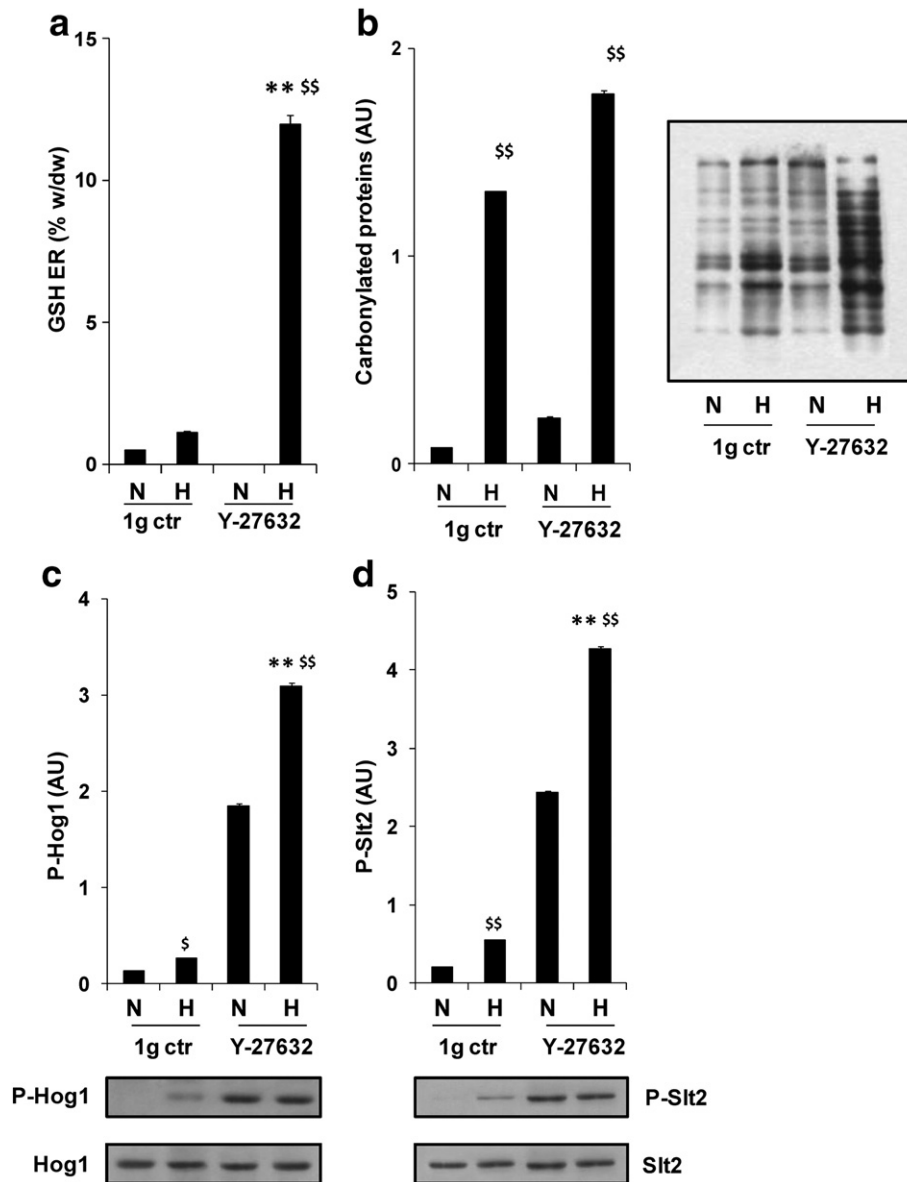 a
GSH ER (% w/dw)
15
10
5
0
** $$
N H N H
1g ctr Y-27632
b
Carbonylated proteins (AU)
2
1
0
$$
$$
N H N H
1g ctr Y-27632
N H N H
1g ctr Y-27632
c
P-Hog1 (AU)
4
3
2
1
0
$
** $$
N H N H
1g ctr Y-27632
P-Hog1
Hog1
d
P-Slt2 (AU)
5
4
3
2
1
0
$$
** $$
N H N H
1g ctr Y-27632
P-Slt2
Slt2